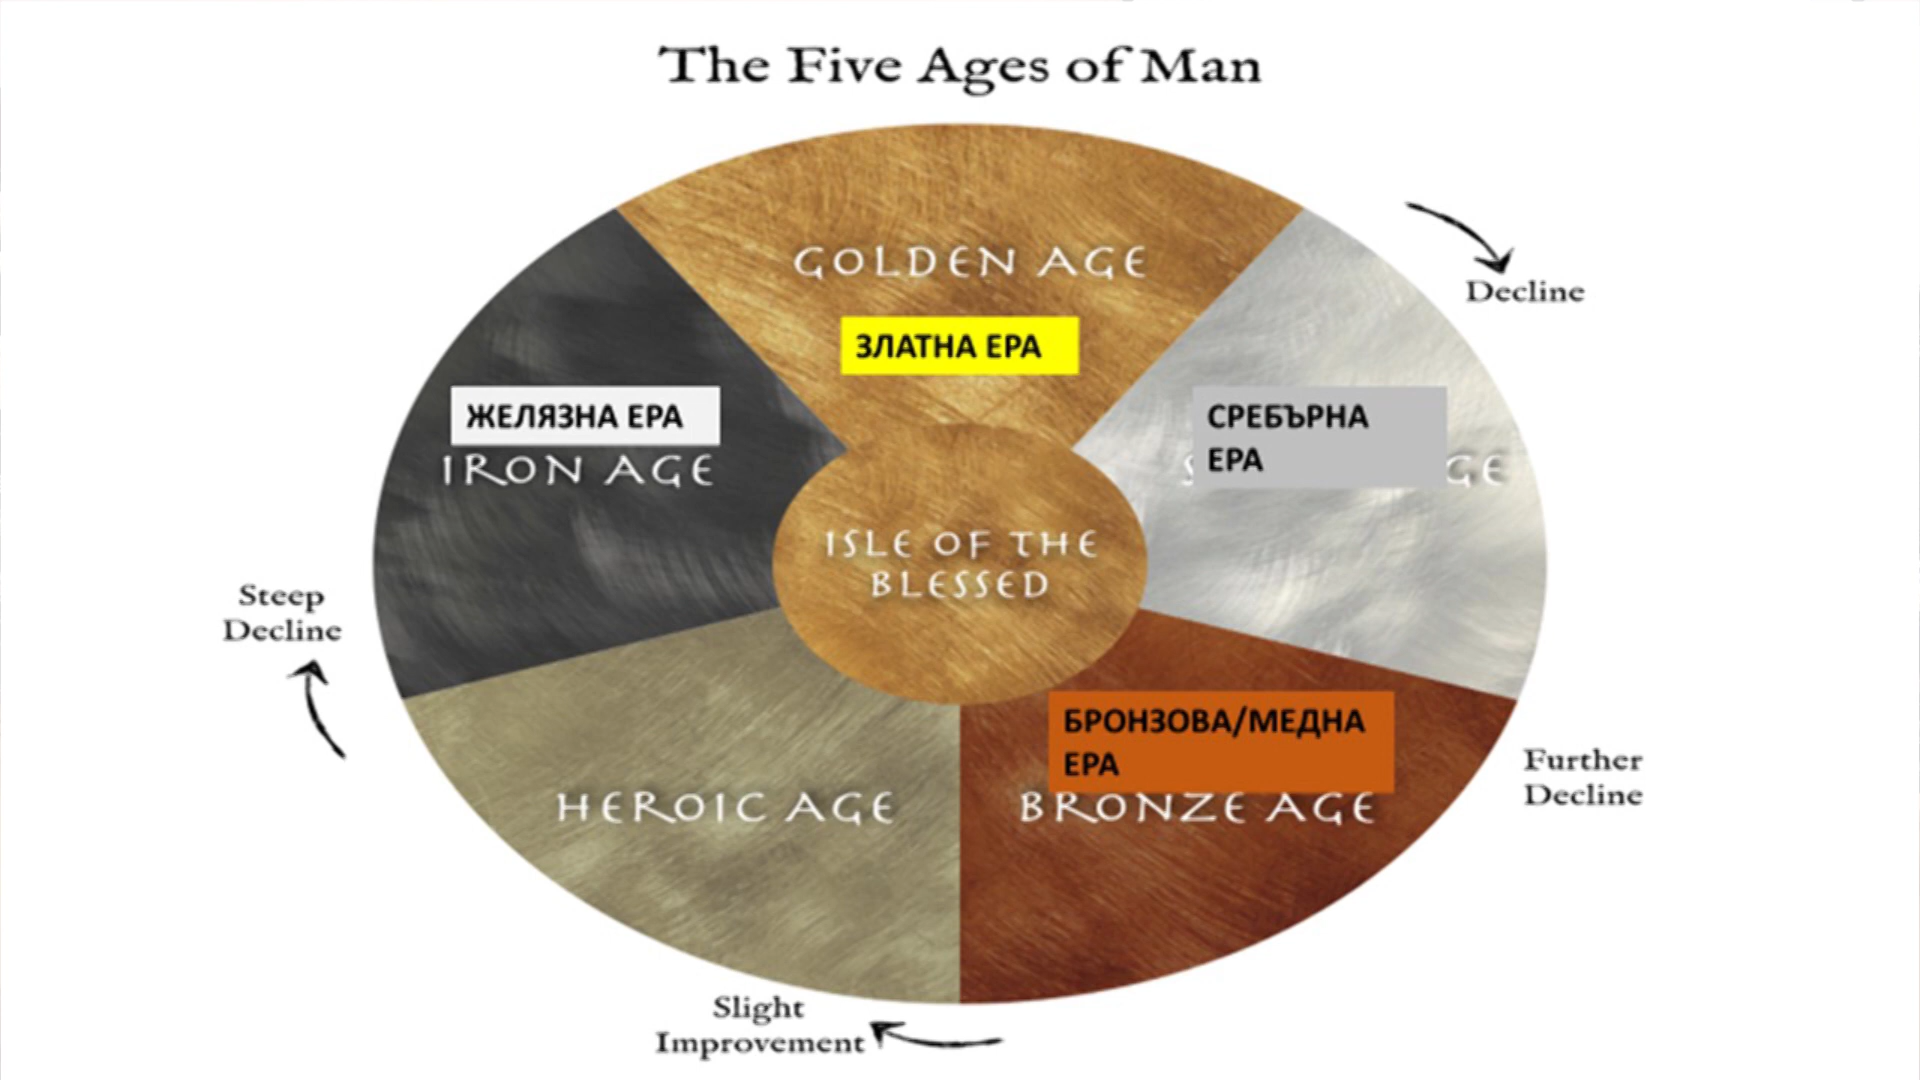 The Five Ages of Man
GOLDEN AGE
ЗЛАТНА ЕРА
Decline
ЖЕЛЯЗНА ЕРА
IRON AGE
СРЕБЪРНА
ЕРА
ISLE OF THE
BLESSED
Steep
Decline
БРОНЗОВА/МЕДНА
ЕРА
BRONZE AGE
HEROIC AGE
Further
Decline
Slight
Improvement